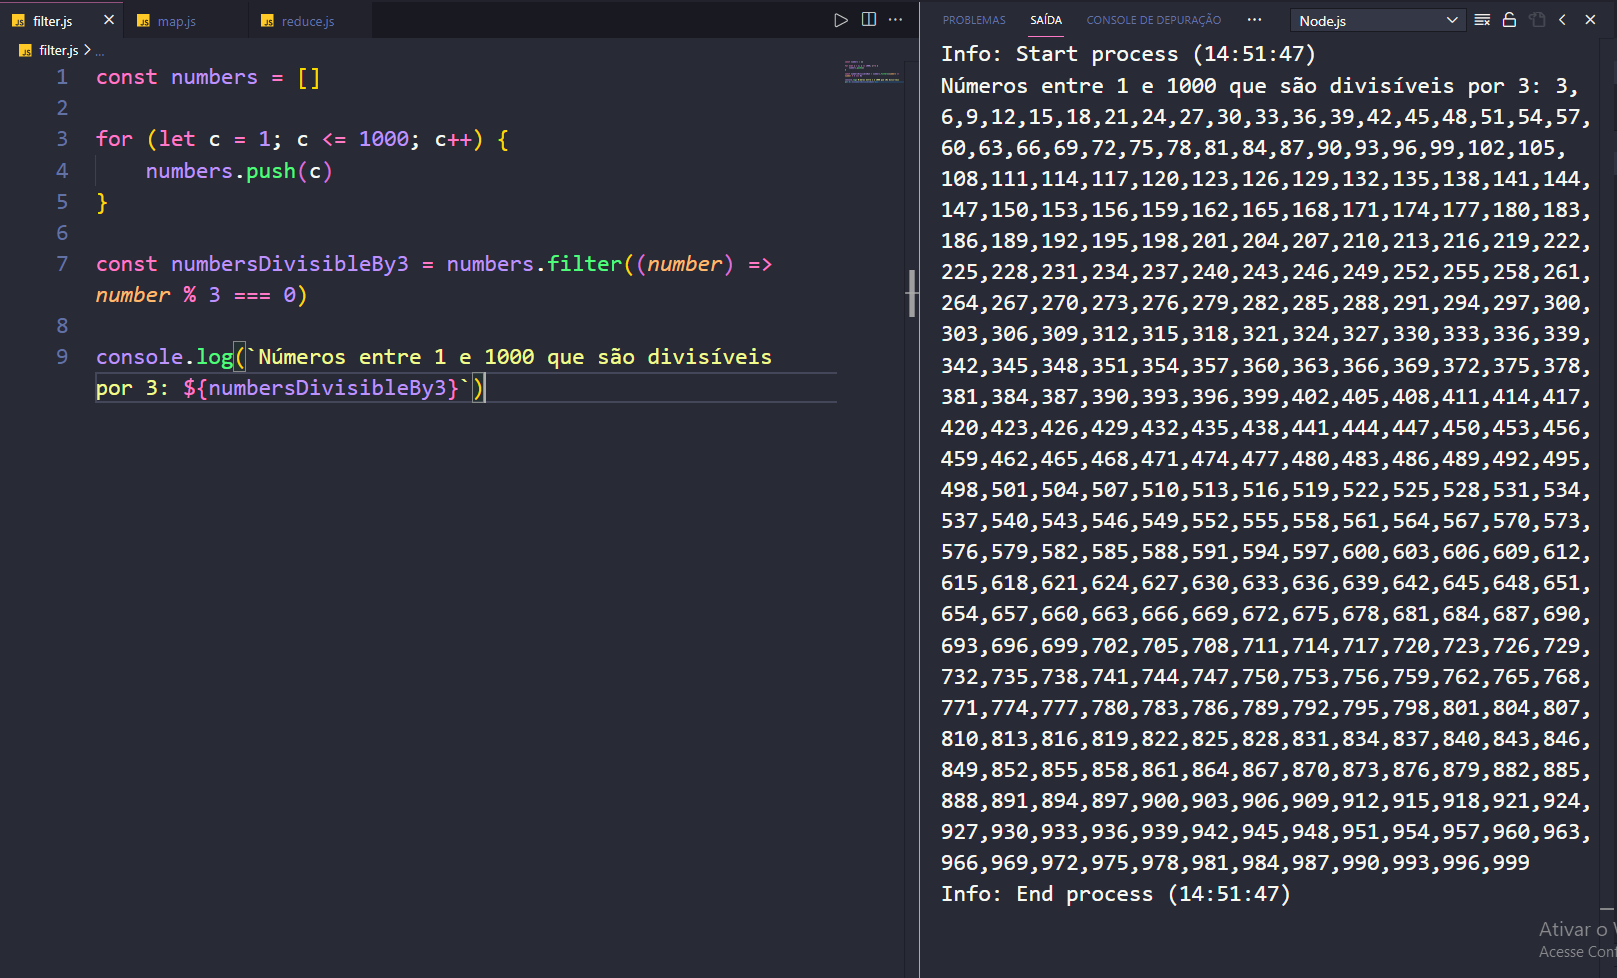 filter.js
map.js
reduce.js
filter.js > ...
1 const numbers = []
2
3 for (let c = 1; c <= 1000; c++) {
4 numbers.push(c)
5 }
6
7 const numbersDivisibleBy3 = numbers.filter((number) =>
number % 3 === 0)
8
9 console.log(`Números entre 1 e 1000 que são divisíveis
por 3: ${numbersDivisibleBy3}`)
PROBLEMAS SAÍDA CONSOLE DE DEPURAÇÃO ... Node.js
Info: Start process (14:51:47)
Números entre 1 e 1000 que são divisíveis por 3: 3,
6,9,12,15,18,21,24,27,30,33,36,39,42,45,48,51,54,57,
60,63,66,69,72,75,78,81,84,87,90,93,96,99,102,105,
108,111,114,117,120,123,126,129,132,135,138,141,144,
147,150,153,156,159,162,165,168,171,174,177,180,183,
186,189,192,195,198,201,204,207,210,213,216,219,222,
225,228,231,234,237,240,243,246,249,252,255,258,261,
264,267,270,273,276,279,282,285,288,291,294,297,300,
303,306,309,312,315,318,321,324,327,330,333,336,339,
342,345,348,351,354,357,360,363,366,369,372,375,378,
381,384,387,390,393,396,399,402,405,408,411,414,417,
420,423,426,429,432,435,438,441,444,447,450,453,456,
459,462,465,468,471,474,477,480,483,486,489,492,495,
498,501,504,507,510,513,516,519,522,525,528,531,534,
537,540,543,546,549,552,555,558,561,564,567,570,573,
576,579,582,585,588,591,594,597,600,603,606,609,612,
615,618,621,624,627,630,633,636,639,642,645,648,651,
654,657,660,663,666,669,672,675,678,681,684,687,690,
693,696,699,702,705,708,711,714,717,720,723,726,729,
732,735,738,741,744,747,750,753,756,759,762,765,768,
771,774,777,780,783,786,789,792,795,798,801,804,807,
810,813,816,819,822,825,828,831,834,837,840,843,846,
849,852,855,858,861,864,867,870,873,876,879,882,885,
888,891,894,897,900,903,906,909,912,915,918,921,924,
927,930,933,936,939,942,945,948,951,954,957,960,963,
966,969,972,975,978,981,984,987,990,993,996,999
Info: End process (14:51:47)
Ativar o
Acesse